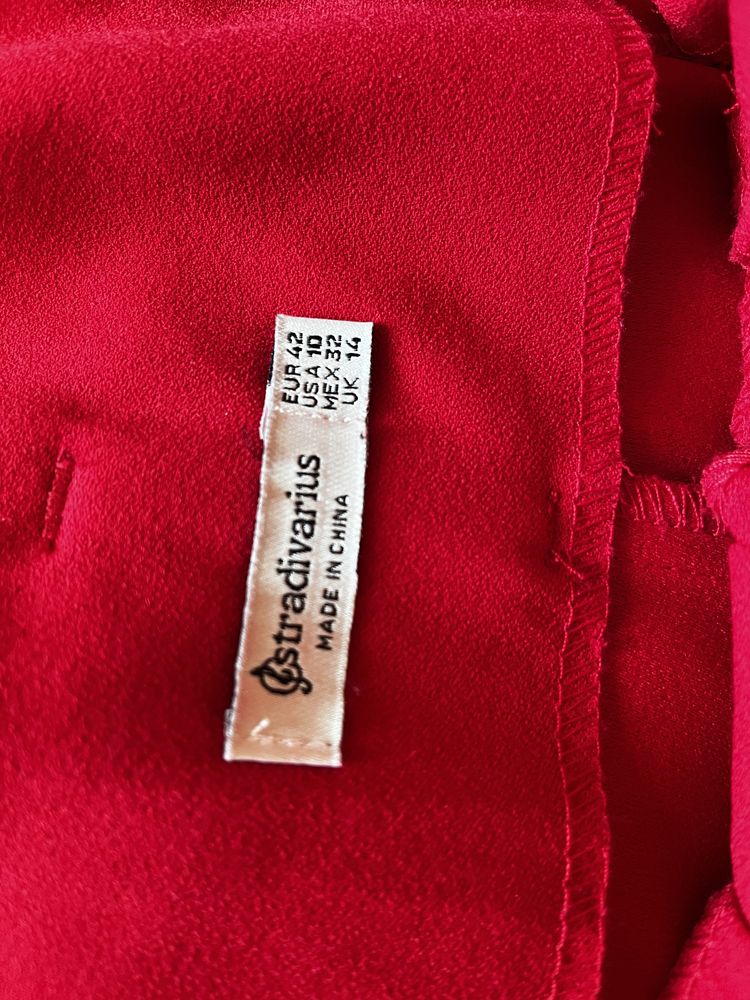 EUR 42
USA 10
MEX 32
UK 14
stradivarius
MADE IN CHINA